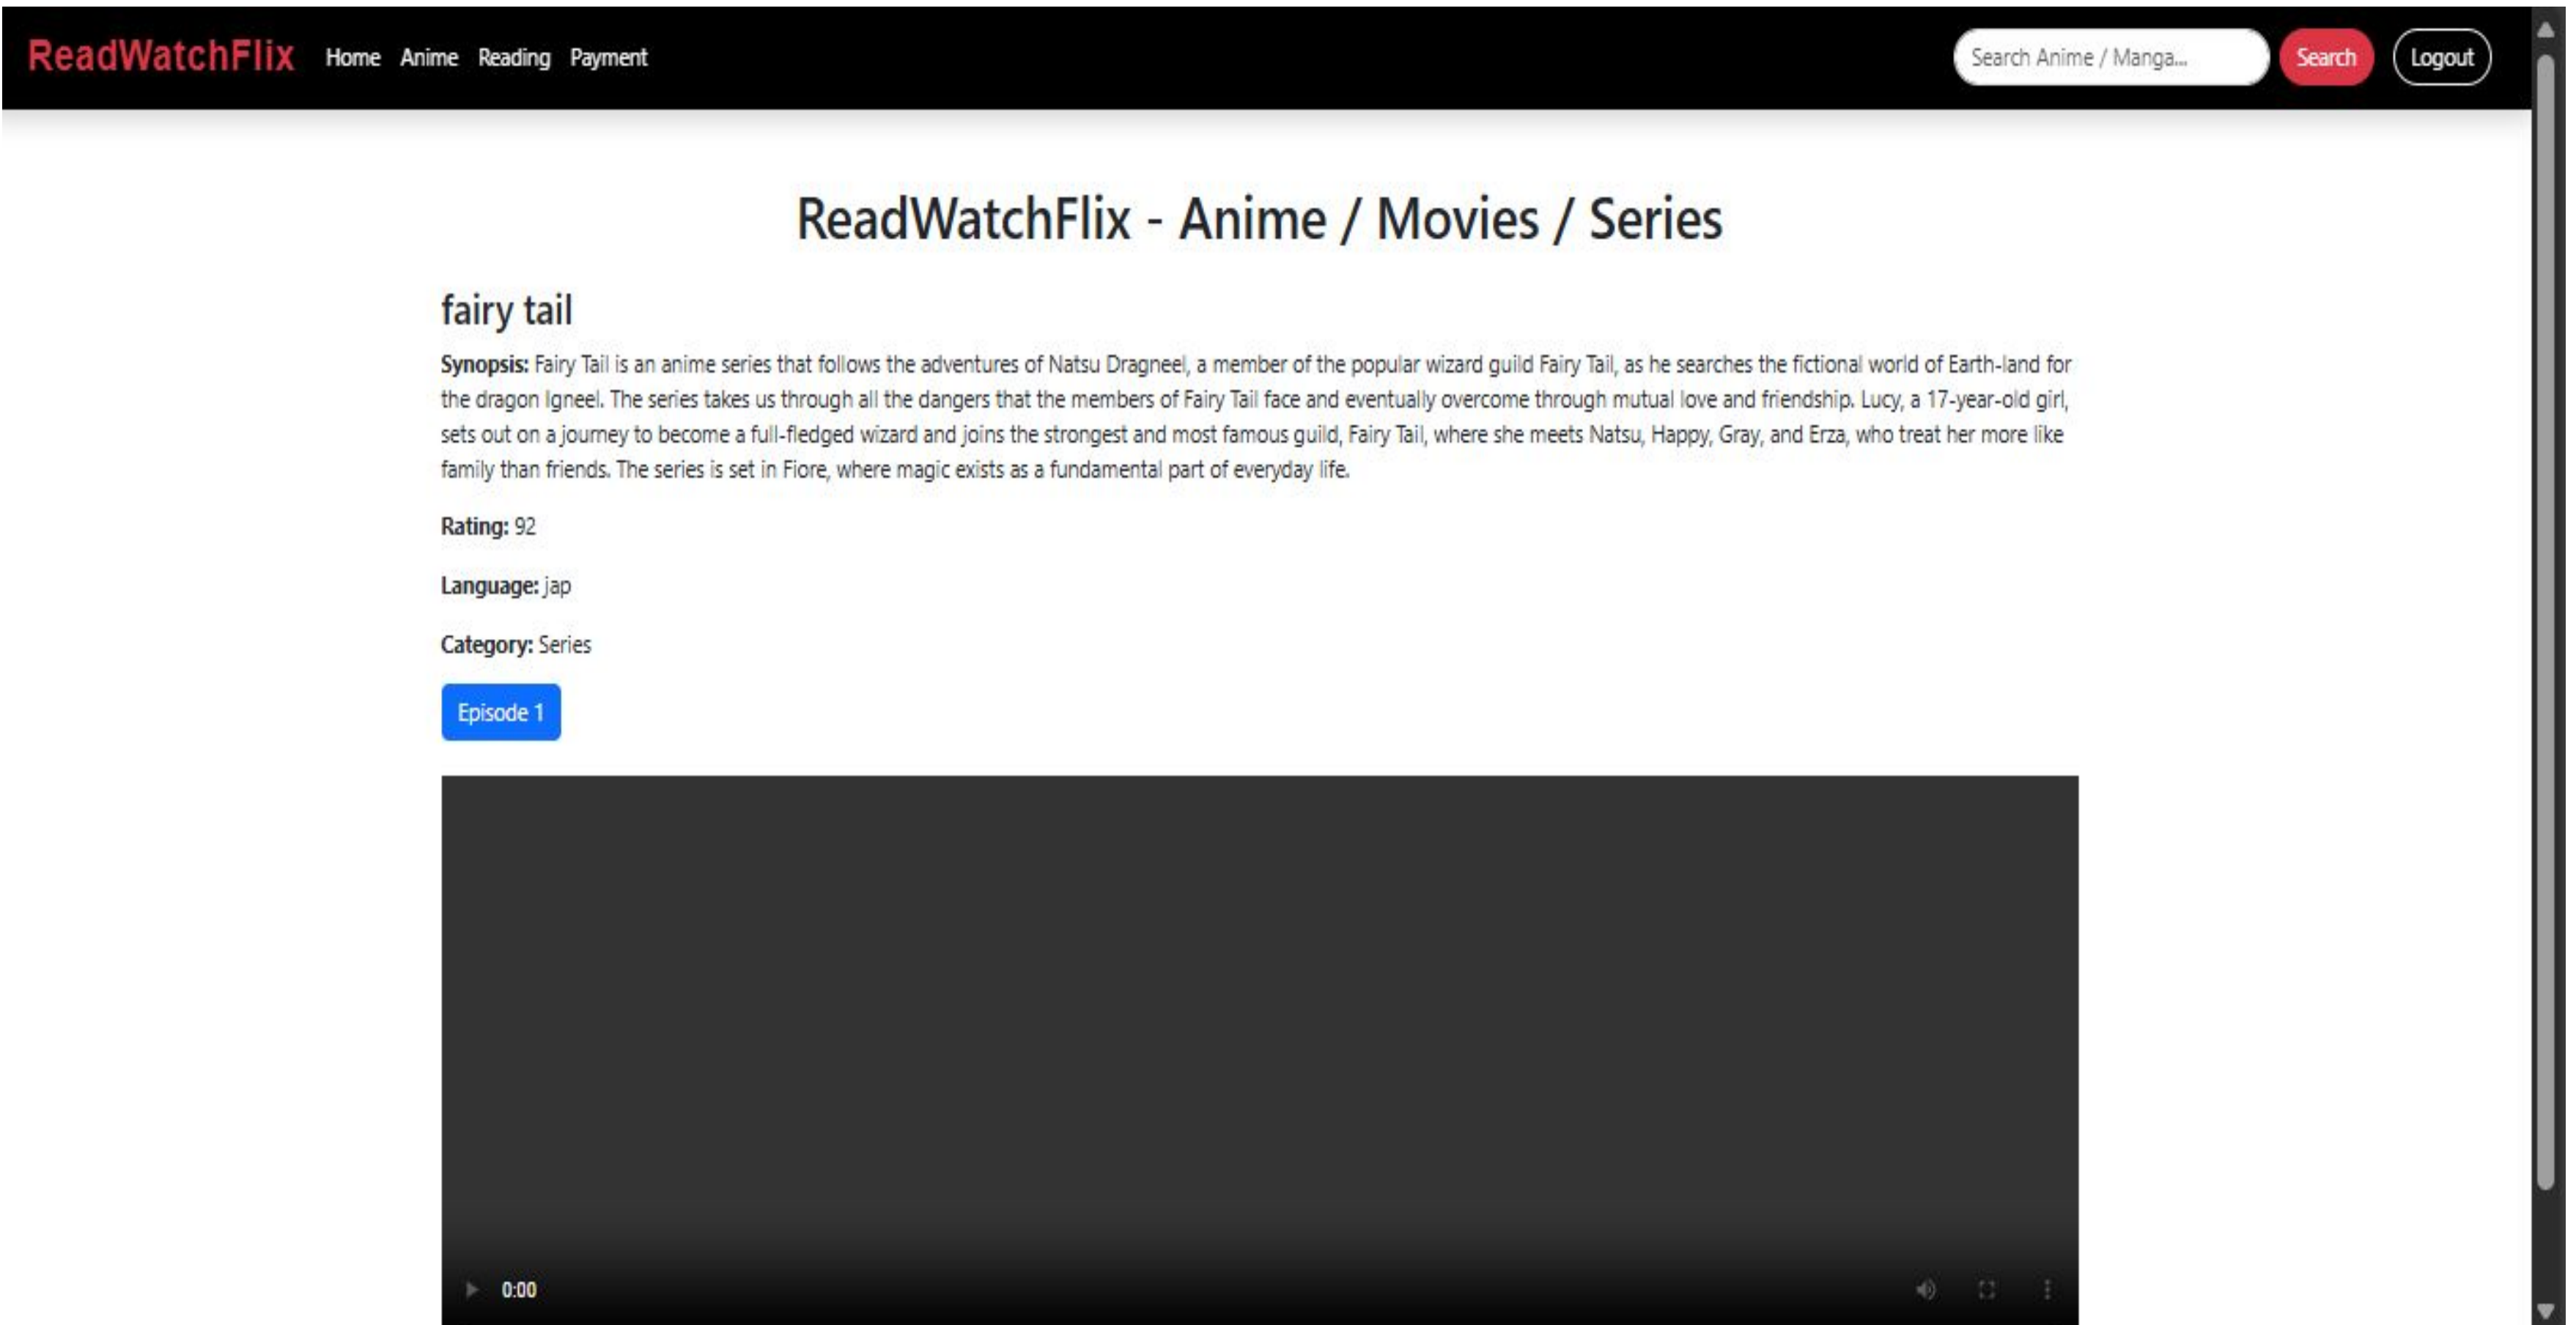 ReadWatchFlix Home Anime Reading Payment Search Anime / Manga... Search Logout
ReadWatchFlix - Anime / Movies / Series
fairy tail
Synopsis: Fairy Tail is an anime series that follows the adventures of Natsu Dragneel, a member of the popular wizard guild Fairy Tail, as he searches the fictional world of Earth-land for
the dragon Igneel. The series takes us through all the dangers that the members of Fairy Tail face and eventually overcome through mutual love and friendship. Lucy, a 17-year-old girl,
sets out on a journey to become a full-fledged wizard and joins the strongest and most famous guild, Fairy Tail, where she meets Natsu, Happy, Gray, and Erza, who treat her more like
family than friends. The series is set in Fiore, where magic exists as a fundamental part of everyday life.
Rating: 92
Language: jap
Category: Series
Episode 1
0:00